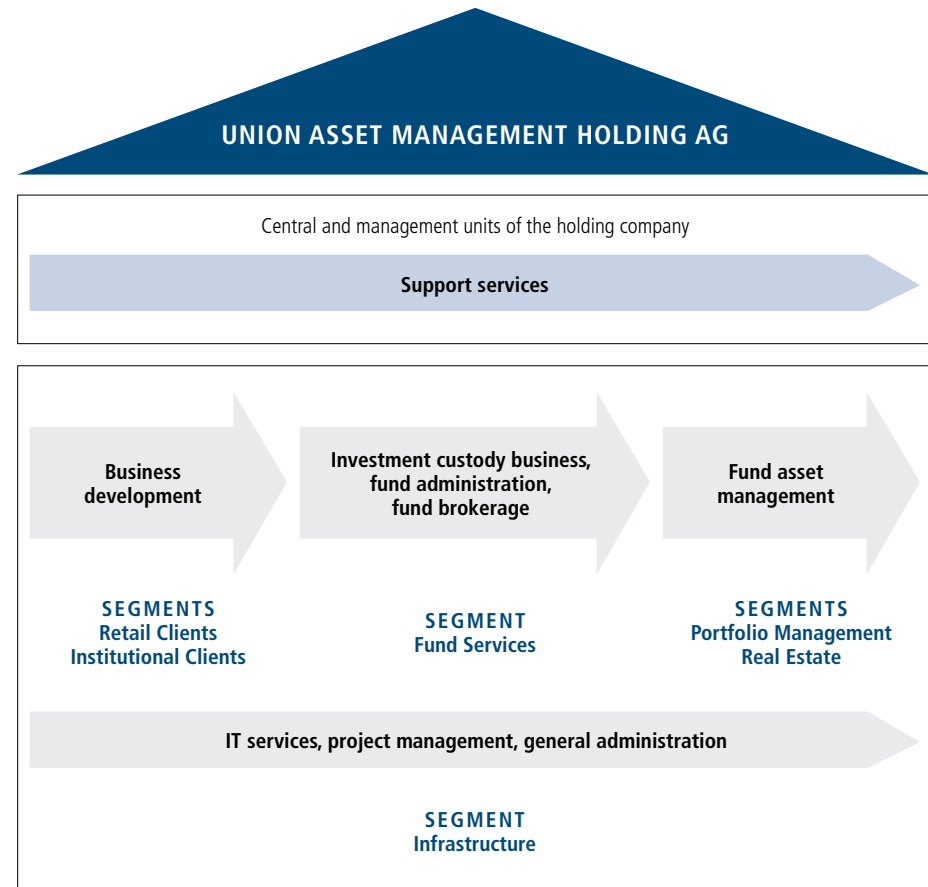 UNION ASSET MANAGEMENT HOLDING AG
Central and management units of the holding company
Support services
Business
development
Investment custody business,
fund administration,
fund brokerage
Fund asset
management
SEGMENTS
Retail Clients
Institutional Clients
SEGMENT
Fund Services
SEGMENTS
Portfolio Management
Real Estate
IT services, project management, general administration
SEGMENT
Infrastructure